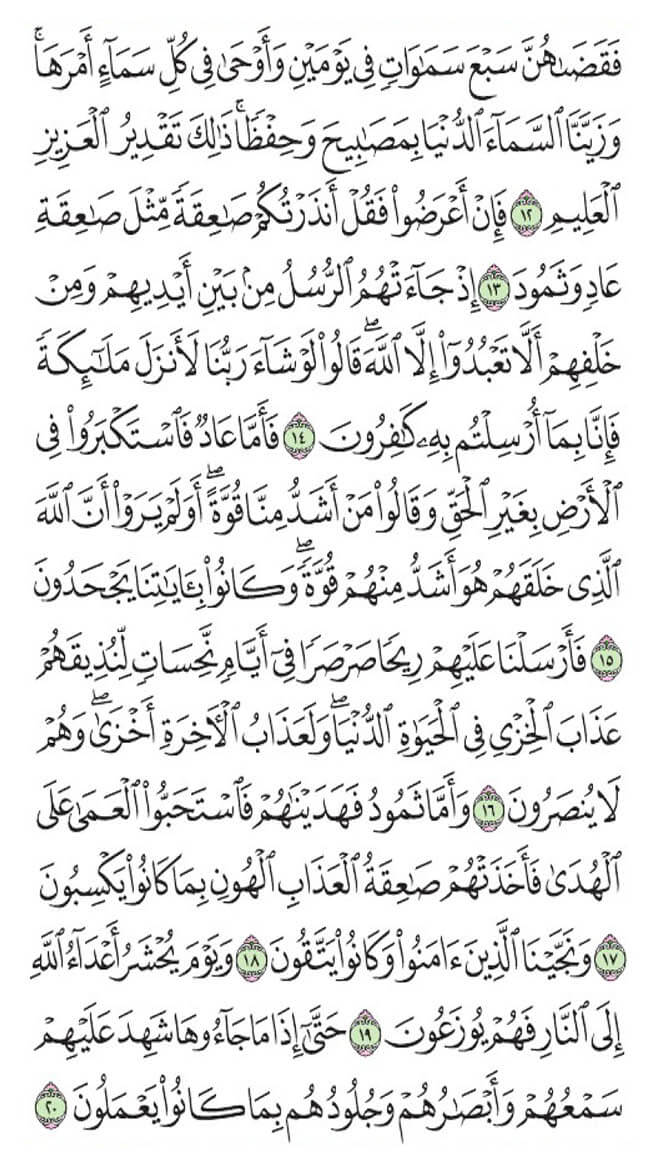 فَقَضَىٰهُنَّ سَبْعَ سَمَٰوَاتٍ فِي يَوْمَيْنِ وَأَوْحَىٰ فِي كُلِّ سَمَآءٍ أَمْرَهَاۚ
وَزَيَّنَّا ٱلسَّمَآءَ ٱلدُّنْيَا بِمَصَٰبِيحَ وَحِفْظٗاۚ ذَٰلِكَ تَقْدِيرُ ٱلْعَزِيزِ
ٱلْعَلِيمِ ١٢ فَإِنْ أَعْرَضُوا۟ فَقُلْ أَنذَرْتُكُمْ صَٰعِقَةٗ مِّثْلَ صَٰعِقَةِ
عَادٖ وَثَمُودَ ١٣ إِذْ جَآءَتْهُمُ ٱلرُّسُلُ مِنۢ بَيْنِ أَيْدِيهِمْ وَمِنْ
خَلْفِهِمْ أَلَّا تَعْبُدُوٓا۟ إِلَّا ٱللَّهَۖ قَالُوا۟ لَوْ شَآءَ رَبُّنَا لَأَنزَلَ مَلَٰٓئِكَةٗ
فَإِنَّا بِمَآ أُرْسِلْتُم بِهِۦ كَٰفِرُونَ ١٤ فَأَمَّا عَادٞ فَٱسْتَكْبَرُوا۟ فِي
ٱلْأَرْضِ بِغَيْرِ ٱلْحَقِّ وَقَالُوا۟ مَنْ أَشَدُّ مِنَّا قُوَّةًۖ أَوَلَمْ يَرَوْا۟ أَنَّ ٱللَّهَ
ٱلَّذِي خَلَقَهُمْ هُوَ أَشَدُّ مِنْهُمْ قُوَّةٗۖ وَكَانُوا۟ بِـَٔايَٰتِنَا يَجْحَدُونَ
١٥ فَأَرْسَلْنَا عَلَيْهِمْ رِيحٗا صَرْصَرٗا فِيٓ أَيَّامٖ نَّحِسَاتٖ لِّنُذِيقَهُمْ
عَذَابَ ٱلْخِزْيِ فِي ٱلْحَيَوٰةِ ٱلدُّنْيَاۖ وَلَعَذَابُ ٱلْأٓخِرَةِ أَخْزَىٰۖ وَهُمْ
لَا يُنصَرُونَ ١٦ وَأَمَّا ثَمُودُ فَهَدَيْنَٰهُمْ فَٱسْتَحَبُّوا۟ ٱلْعَمَىٰ عَلَى
ٱلْهُدَىٰ فَأَخَذَتْهُمْ صَٰعِقَةُ ٱلْعَذَابِ ٱلْهُونِ بِمَا كَانُوا۟ يَكْسِبُونَ
١٧ وَنَجَّيْنَا ٱلَّذِينَ ءَامَنُوا۟ وَكَانُوا۟ يَتَّقُونَ ١٨ وَيَوْمَ يُحْشَرُ أَعْدَآءُ ٱللَّهِ
إِلَى ٱلنَّارِ فَهُمْ يُوزَعُونَ ١٩ حَتَّىٰٓ إِذَا مَا جَآءُوهَا شَهِدَ عَلَيْهِمْ
سَمْعُهُمْ وَأَبْصَٰرُهُمْ وَجُلُودُهُم بِمَا كَانُوا۟ يَعْمَلُونَ ٢٠